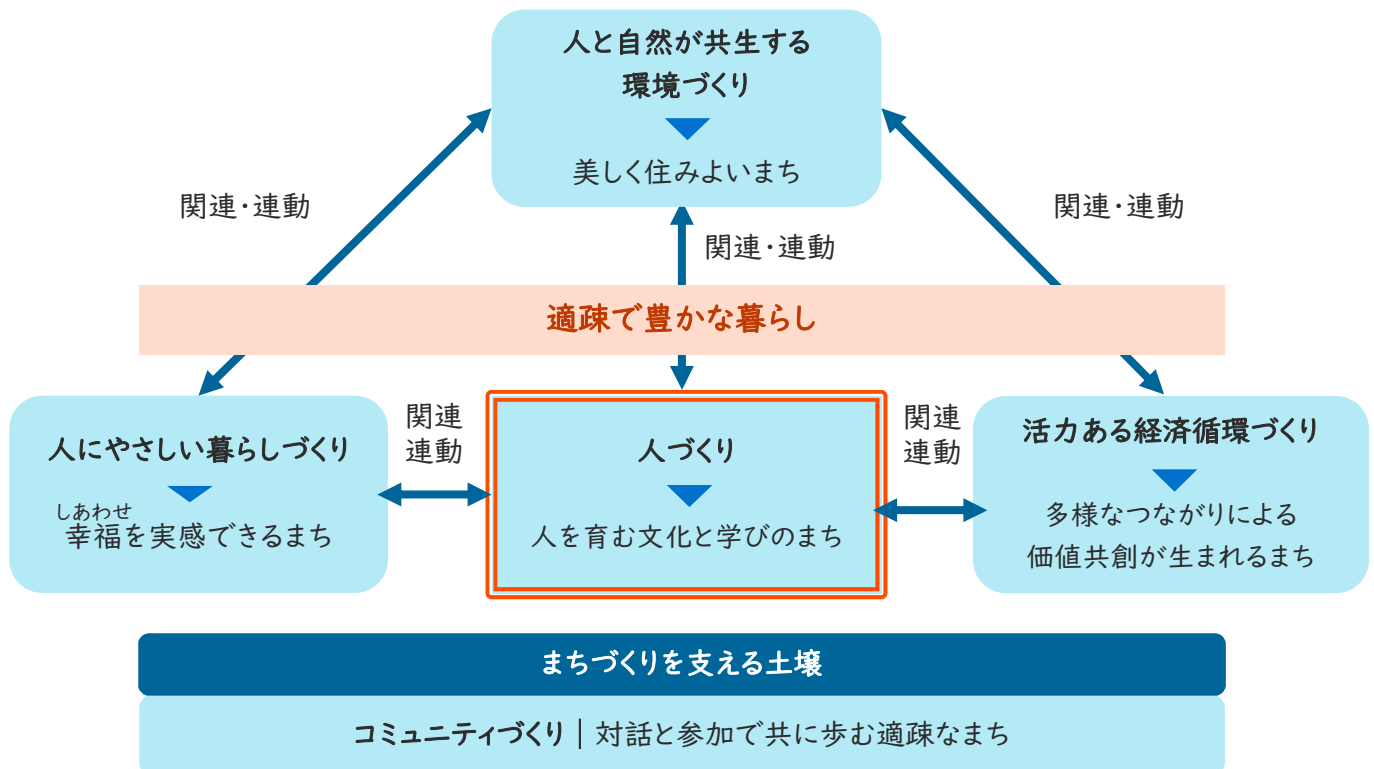 人と自然が共生する
環境づくり
美しく住みよいまち
関連・連動
関連・連動
関連・連動
適疎で豊かな暮らし
人にやさしい暮らしづくり
しあわせ
幸福を実感できるまち
関連
連動
人づくり
人を育む文化と学びのまち
関連
連動
活力ある経済循環づくり
多様なつながりによる
価値共創が生まれるまち
まちづくりを支える土壌
コミュニティづくり | 対話と参加で共に歩む適疎なまち